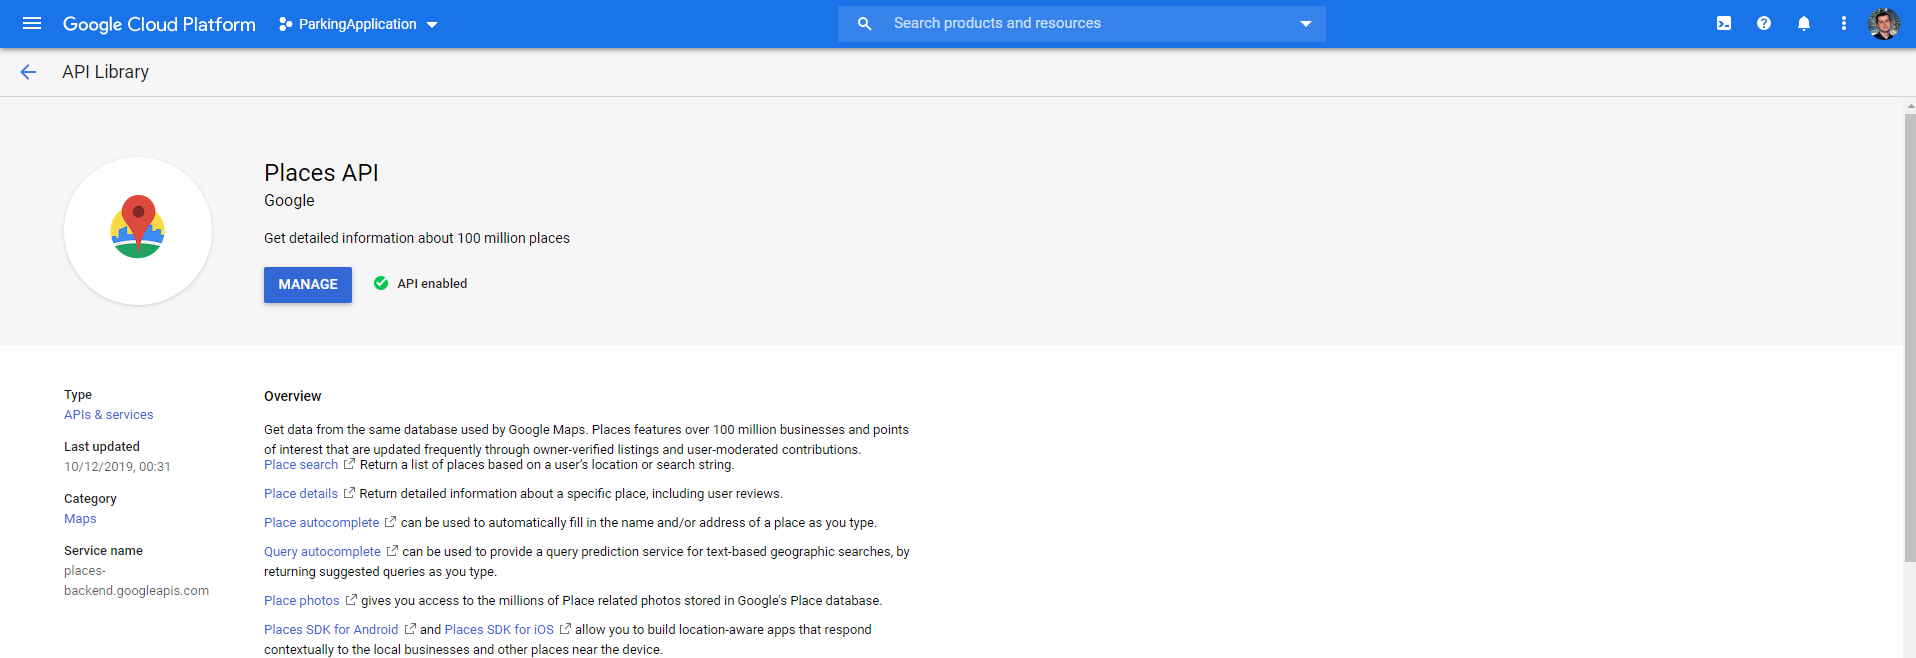 Google Cloud Platform
ParkingApplication
Search products and resources
API Library
Places API
Google
Get detailed information about 100 million places
MANAGE
API enabled
Type
APIs & services
Last updated
10/12/2019, 00:31
Category
Maps
Service name
places-
backend.googleapis.com
Overview
Get data from the same database used by Google Maps. Places features over 100 million businesses and points
of interest that are updated frequently through owner-verified listings and user-moderated contributions.
Place search Return a list of places based on a user’s location or search string.
Place details Return detailed information about a specific place, including user reviews.
Place autocomplete can be used to automatically fill in the name and/or address of a place as you type.
Query autocomplete can be used to provide a query prediction service for text-based geographic searches, by
returning suggested queries as you type.
Place photos gives you access to the millions of Place related photos stored in Google's Place database.
Places SDK for Android and Places SDK for iOS allow you to build location-aware apps that respond
contextually to the local businesses and other places near the device.